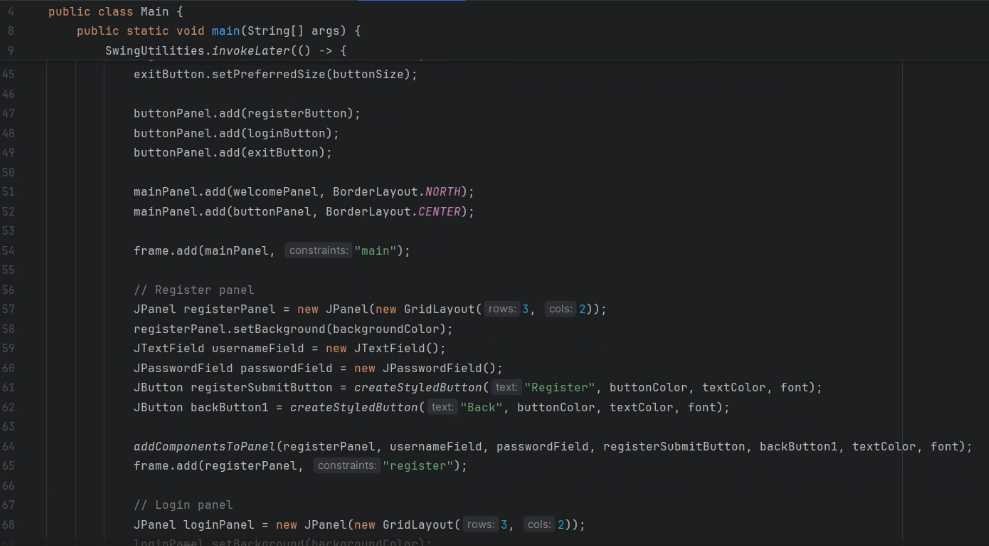 4 public class Main {
8 public static void main(String[] args) {
9 SwingUtilities.invokeLater(() -> {
45 exitButton.setPreferredSize(buttonSize);
46
47 buttonPanel.add(registerButton);
48 buttonPanel.add(loginButton);
49 buttonPanel.add(exitButton);
50
51 mainPanel.add(welcomePanel, BorderLayout.NORTH);
52 mainPanel.add(buttonPanel, BorderLayout.CENTER);
53
54 frame.add(mainPanel, constraints: "main");
55
56 // Register panel
57 JPanel registerPanel = new JPanel(new GridLayout( rows: 3, cols: 2));
58 registerPanel.setBackground(backgroundColor);
59 JTextField usernameField = new JTextField();
60 JPasswordField passwordField = new JPasswordField();
61 JButton registerSubmitButton = createStyledButton( text: "Register", buttonColor, textColor, font);
62 JButton backButton1 = createStyledButton( text: "Back", buttonColor, textColor, font);
63
64 addComponentsToPanel(registerPanel, usernameField, passwordField, registerSubmitButton, backButton1, textColor, font);
65 frame.add(registerPanel, constraints: "register");
66
67 // Login panel
68 JPanel loginPanel = new JPanel(new GridLayout( rows: 3, cols: 2));
69 loginPanel.setBackground(backgroundColor);